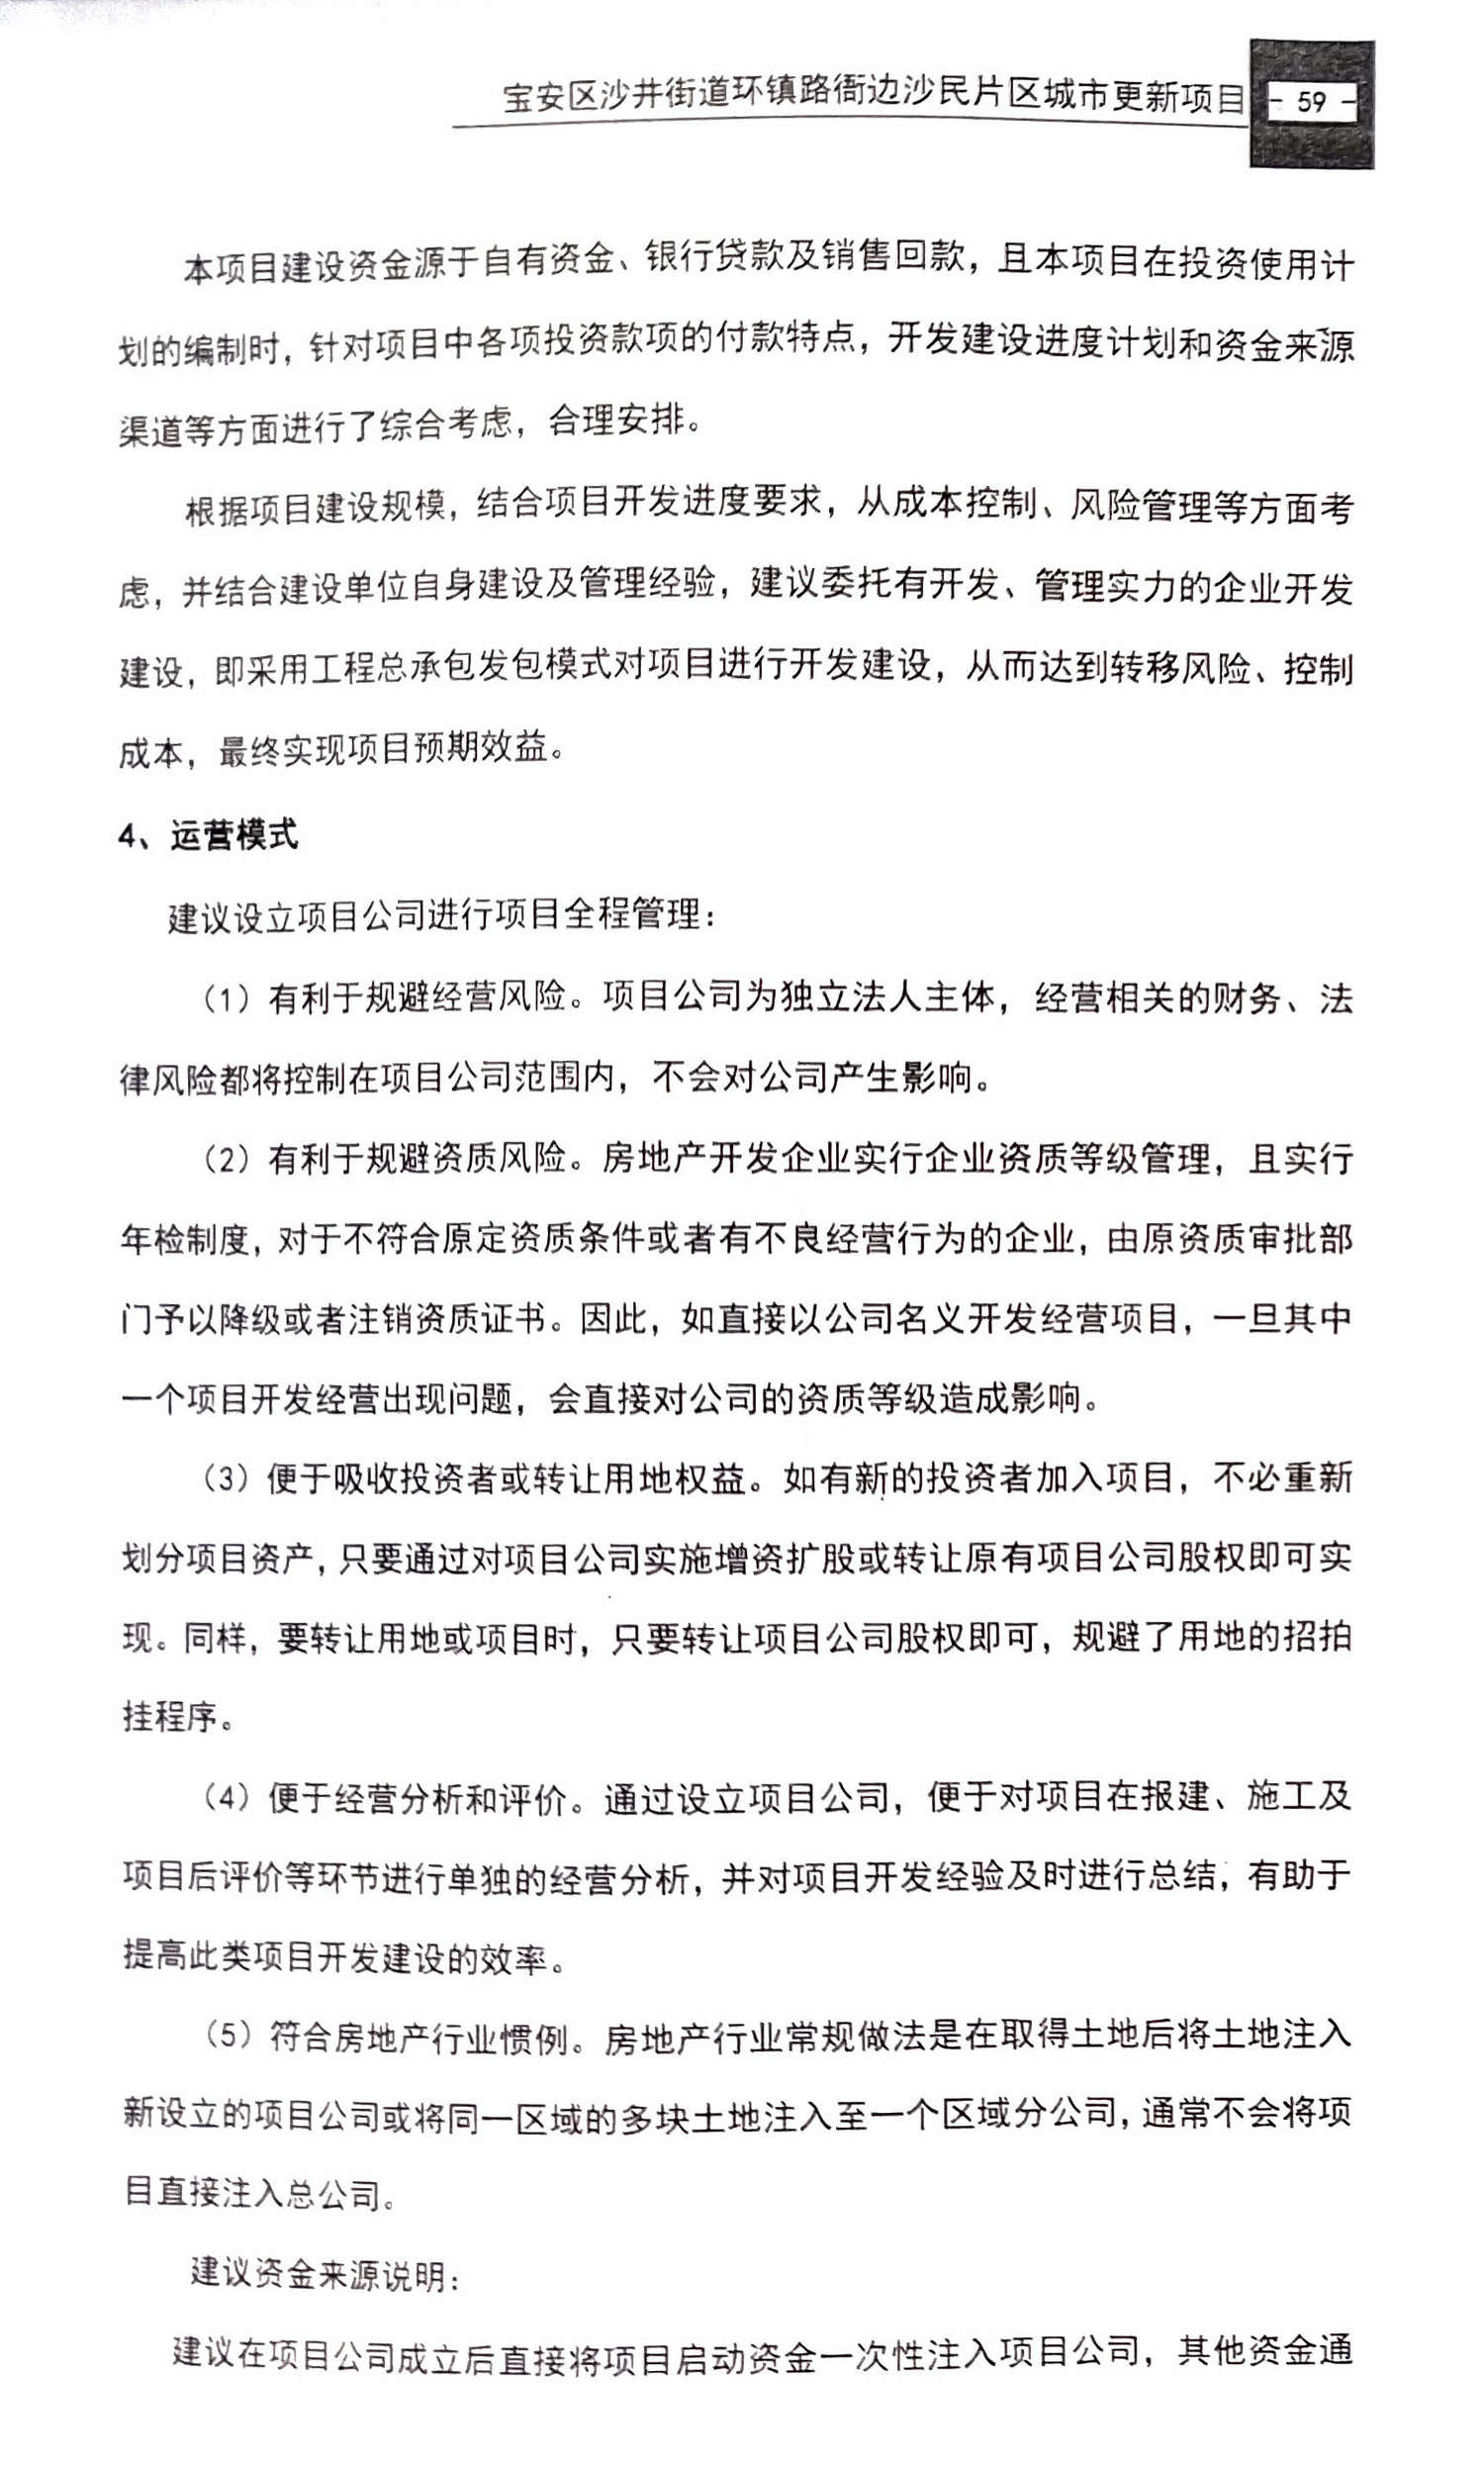 宝安区沙井街道环镇路衙边沙民片区城市更新项目
- 59 -
本项目建设资金源于自有资金、银行贷款及销售回款，且本项目在投资使用计
划的编制时，针对项目中各项投资款项的付款特点，开发建设进度计划和资金来源
渠道等方面进行了综合考虑，合理安排。
根据项目建设规模，结合项目开发进度要求，从成本控制、风险管理等方面考
虑，并结合建设单位自身建设及管理经验，建议委托有开发、管理实力的企业开发
建设，即采用工程总承包发包模式对项目进行开发建设，从而达到转移风险、控制
成本，最终实现项目预期效益。
4、运营模式
建议设立项目公司进行项目全程管理：
（1）有利于规避经营风险。项目公司为独立法人主体，经营相关的财务、法
律风险都将控制在项目公司范围内，不会对公司产生影响。
（2）有利于规避资质风险。房地产开发企业实行企业资质等级管理，且实行
年检制度，对于不符合原定资质条件或者有不良经营行为的企业，由原资质审批部
门予以降级或者注销资质证书。因此，如直接以公司名义开发经营项目，一旦其中
一个项目开发经营出现问题，会直接对公司的资质等级造成影响。
（3）便于吸收投资者或转让用地权益。如有新的投资者加入项目，不必重新
划分项目资产，只要通过对项目公司实施增资扩股或转让原有项目公司股权即可实
现。同样，要转让用地或项目时，只要转让项目公司股权即可，规避了用地的招拍
挂程序。
（4）便于经营分析和评价。通过设立项目公司，便于对项目在报建、施工及
项目后评价等环节进行单独的经营分析，并对项目开发经验及时进行总结，有助于
提高此类项目开发建设的效率。
（5）符合房地产行业惯例。房地产行业常规做法是在取得土地后将土地注入
新设立的项目公司或将同一区域的多块土地注入至一个区域分公司，通常不会将项
目直接注入总公司。
建议资金来源说明：
建议在项目公司成立后直接将项目启动资金一次性注入项目公司，其他资金通